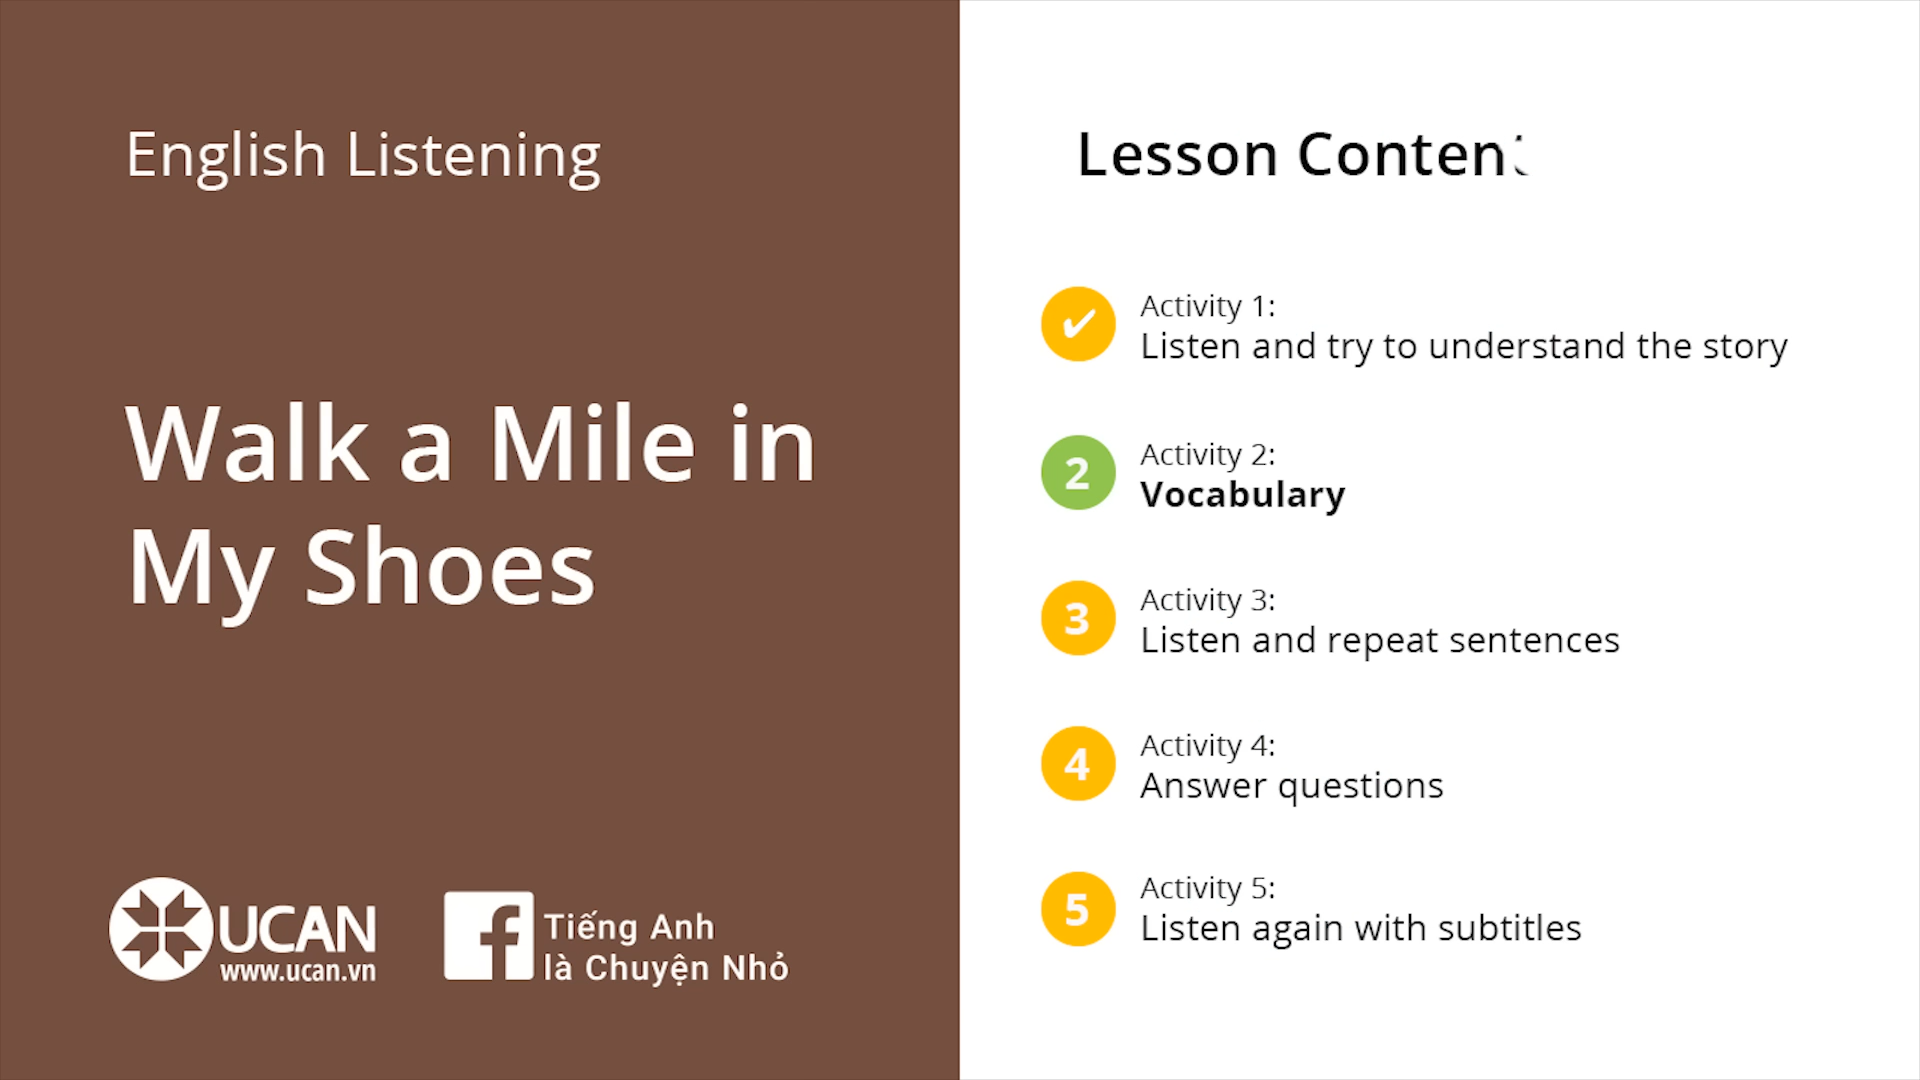 English Listening
Walk a Mile in
My Shoes
UCAN
www.ucan.vn
Tiếng Anh
là Chuyện Nhỏ
Lesson Content
Activity 1:
Listen and try to understand the story
2
Activity 2:
Vocabulary
3
Activity 3:
Listen and repeat sentences
4
Activity 4:
Answer questions
5
Activity 5:
Listen again with subtitles